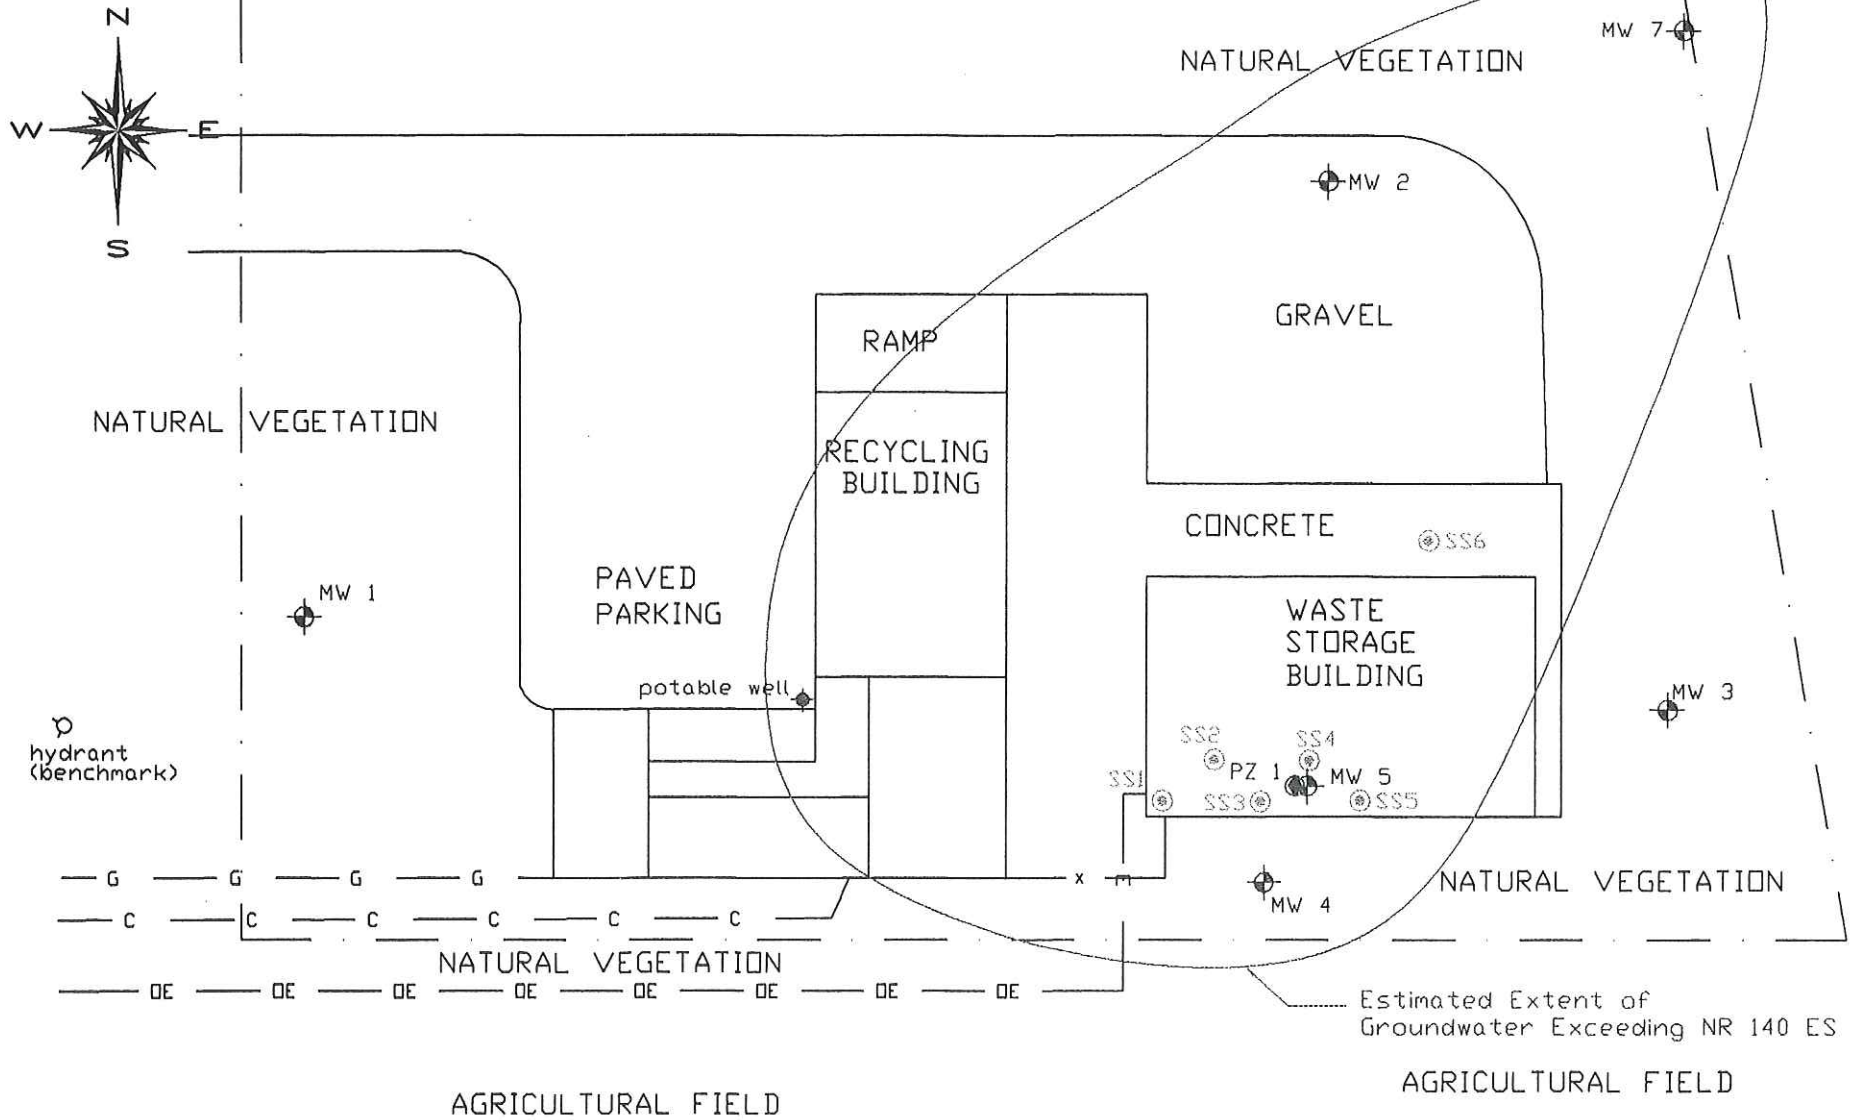 N
MW 7
NATURAL VEGETATION
W
E
MW 2
S
GRAVEL
RAMP
NATURAL VEGETATION
RECYCLING
BUILDING
CONCRETE
SS6
PAVED
PARKING
MW 1
WASTE
STORAGE
BUILDING
potable well
MW 3
hydrant
(benchmark)
SS2
SS4
PZ 1
MW 5
SS1
SS3
SS5
G G G G
x
NATURAL VEGETATION
MW 4
C C C C C C
NATURAL VEGETATION
OE OE OE OE OE OE OE OE
Estimated Extent of
Groundwater Exceeding NR 140 ES
AGRICULTURAL FIELD
AGRICULTURAL FIELD